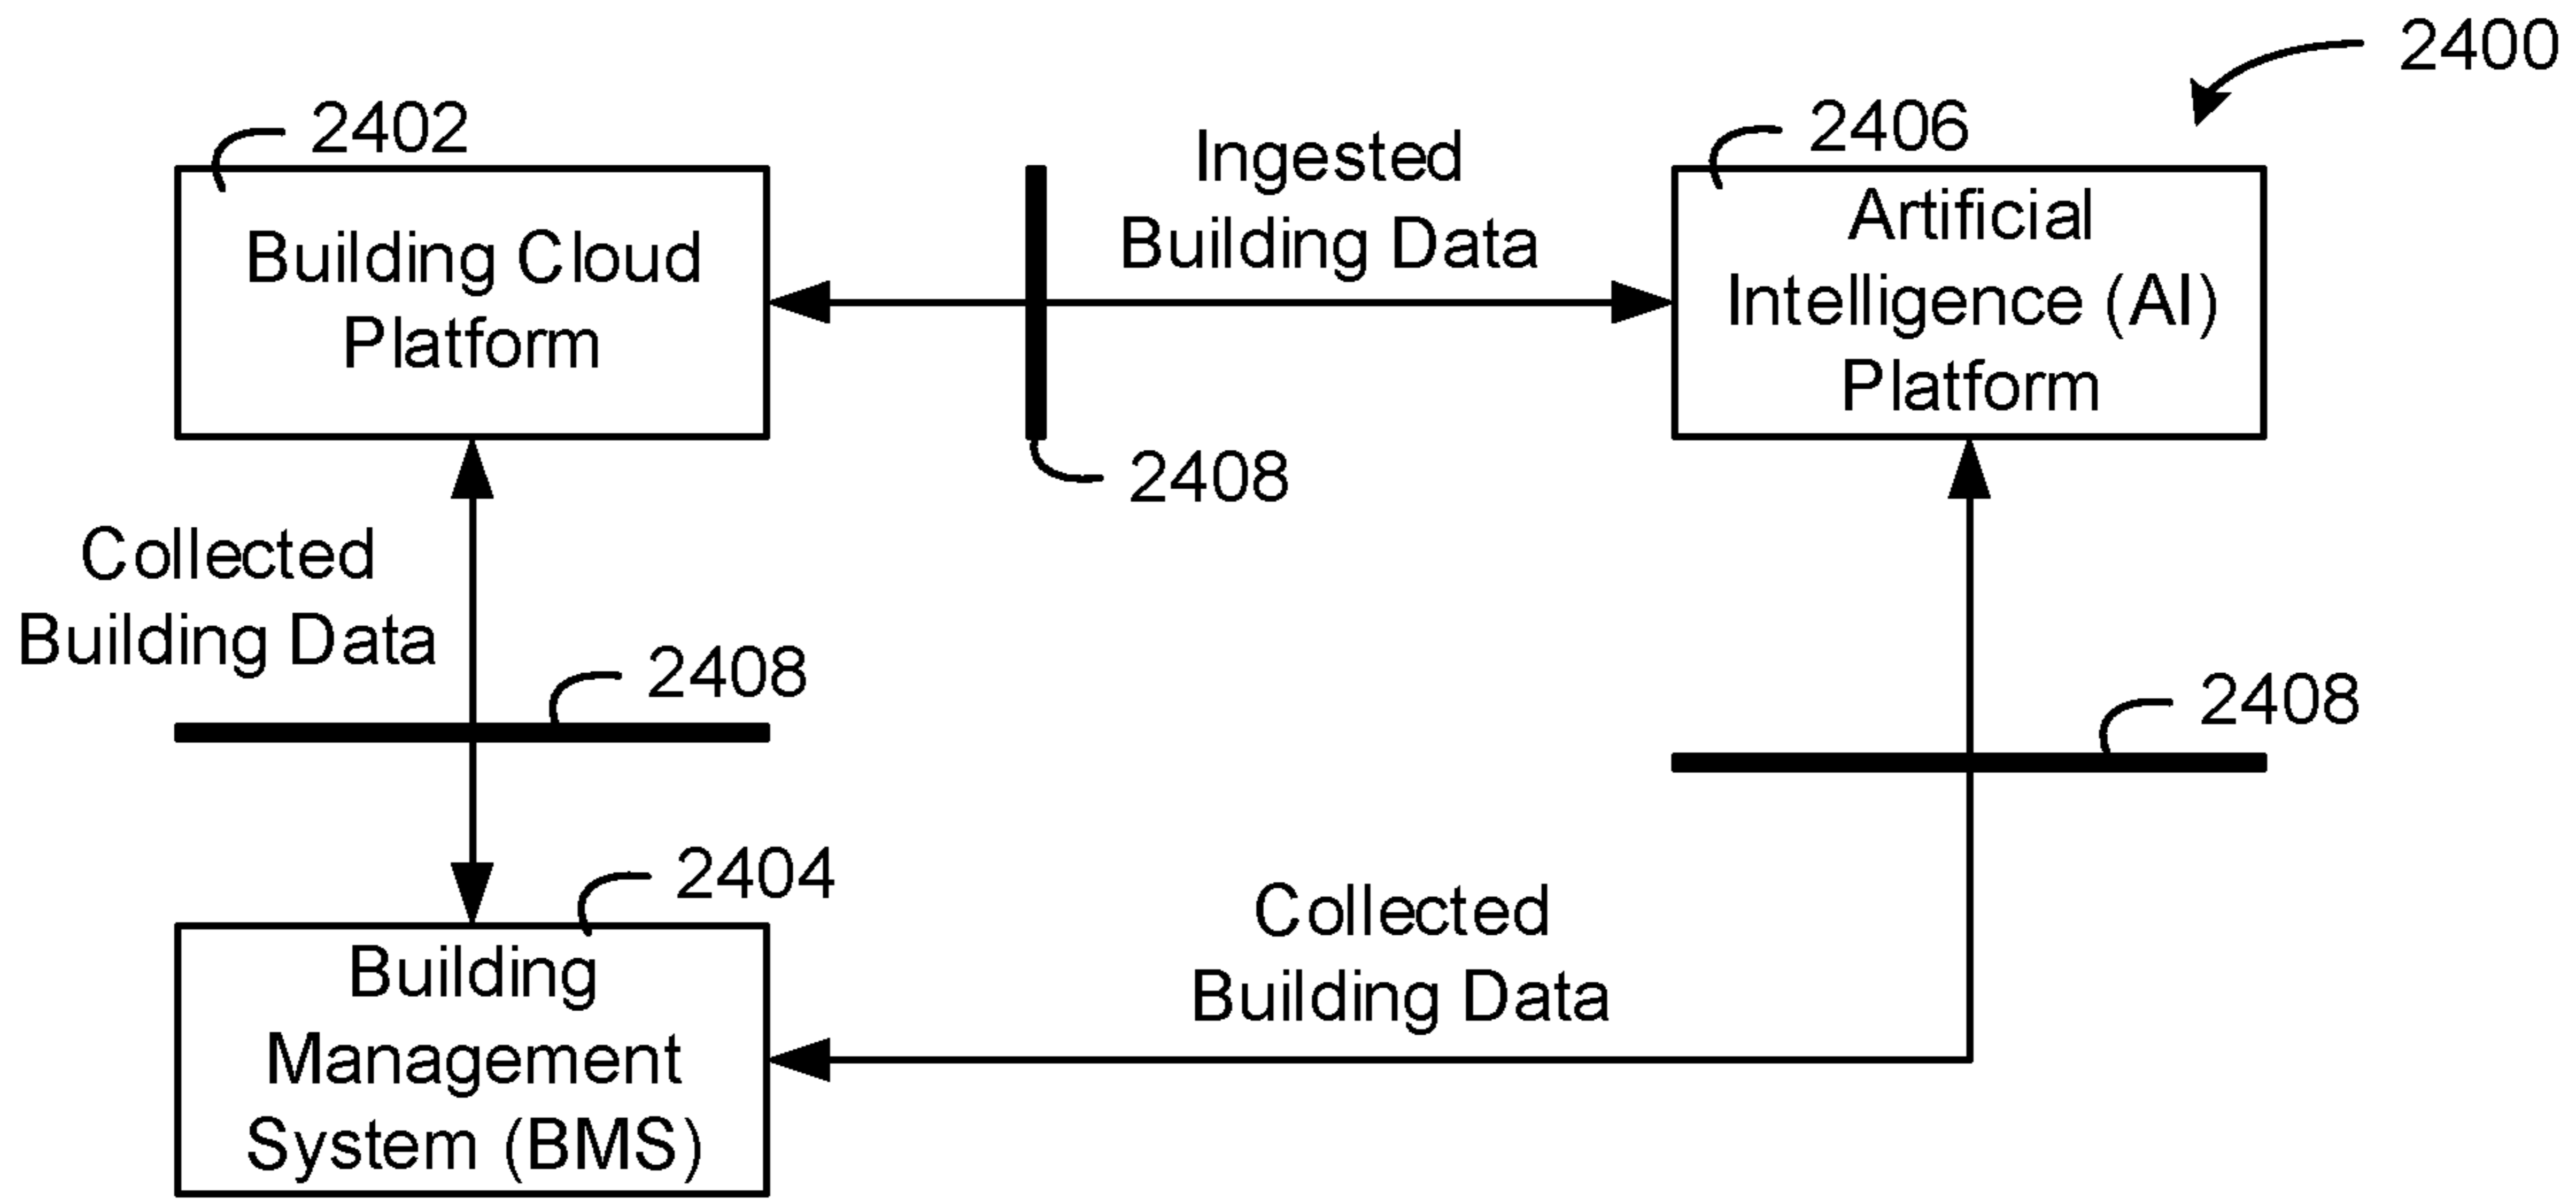 2400
2402
Building Cloud
Platform
Ingested
Building Data
2406
Artificial
Intelligence (AI)
Platform
2408
Collected
Building Data
2408
2408
2404
Building
Management
System (BMS)
Collected
Building Data